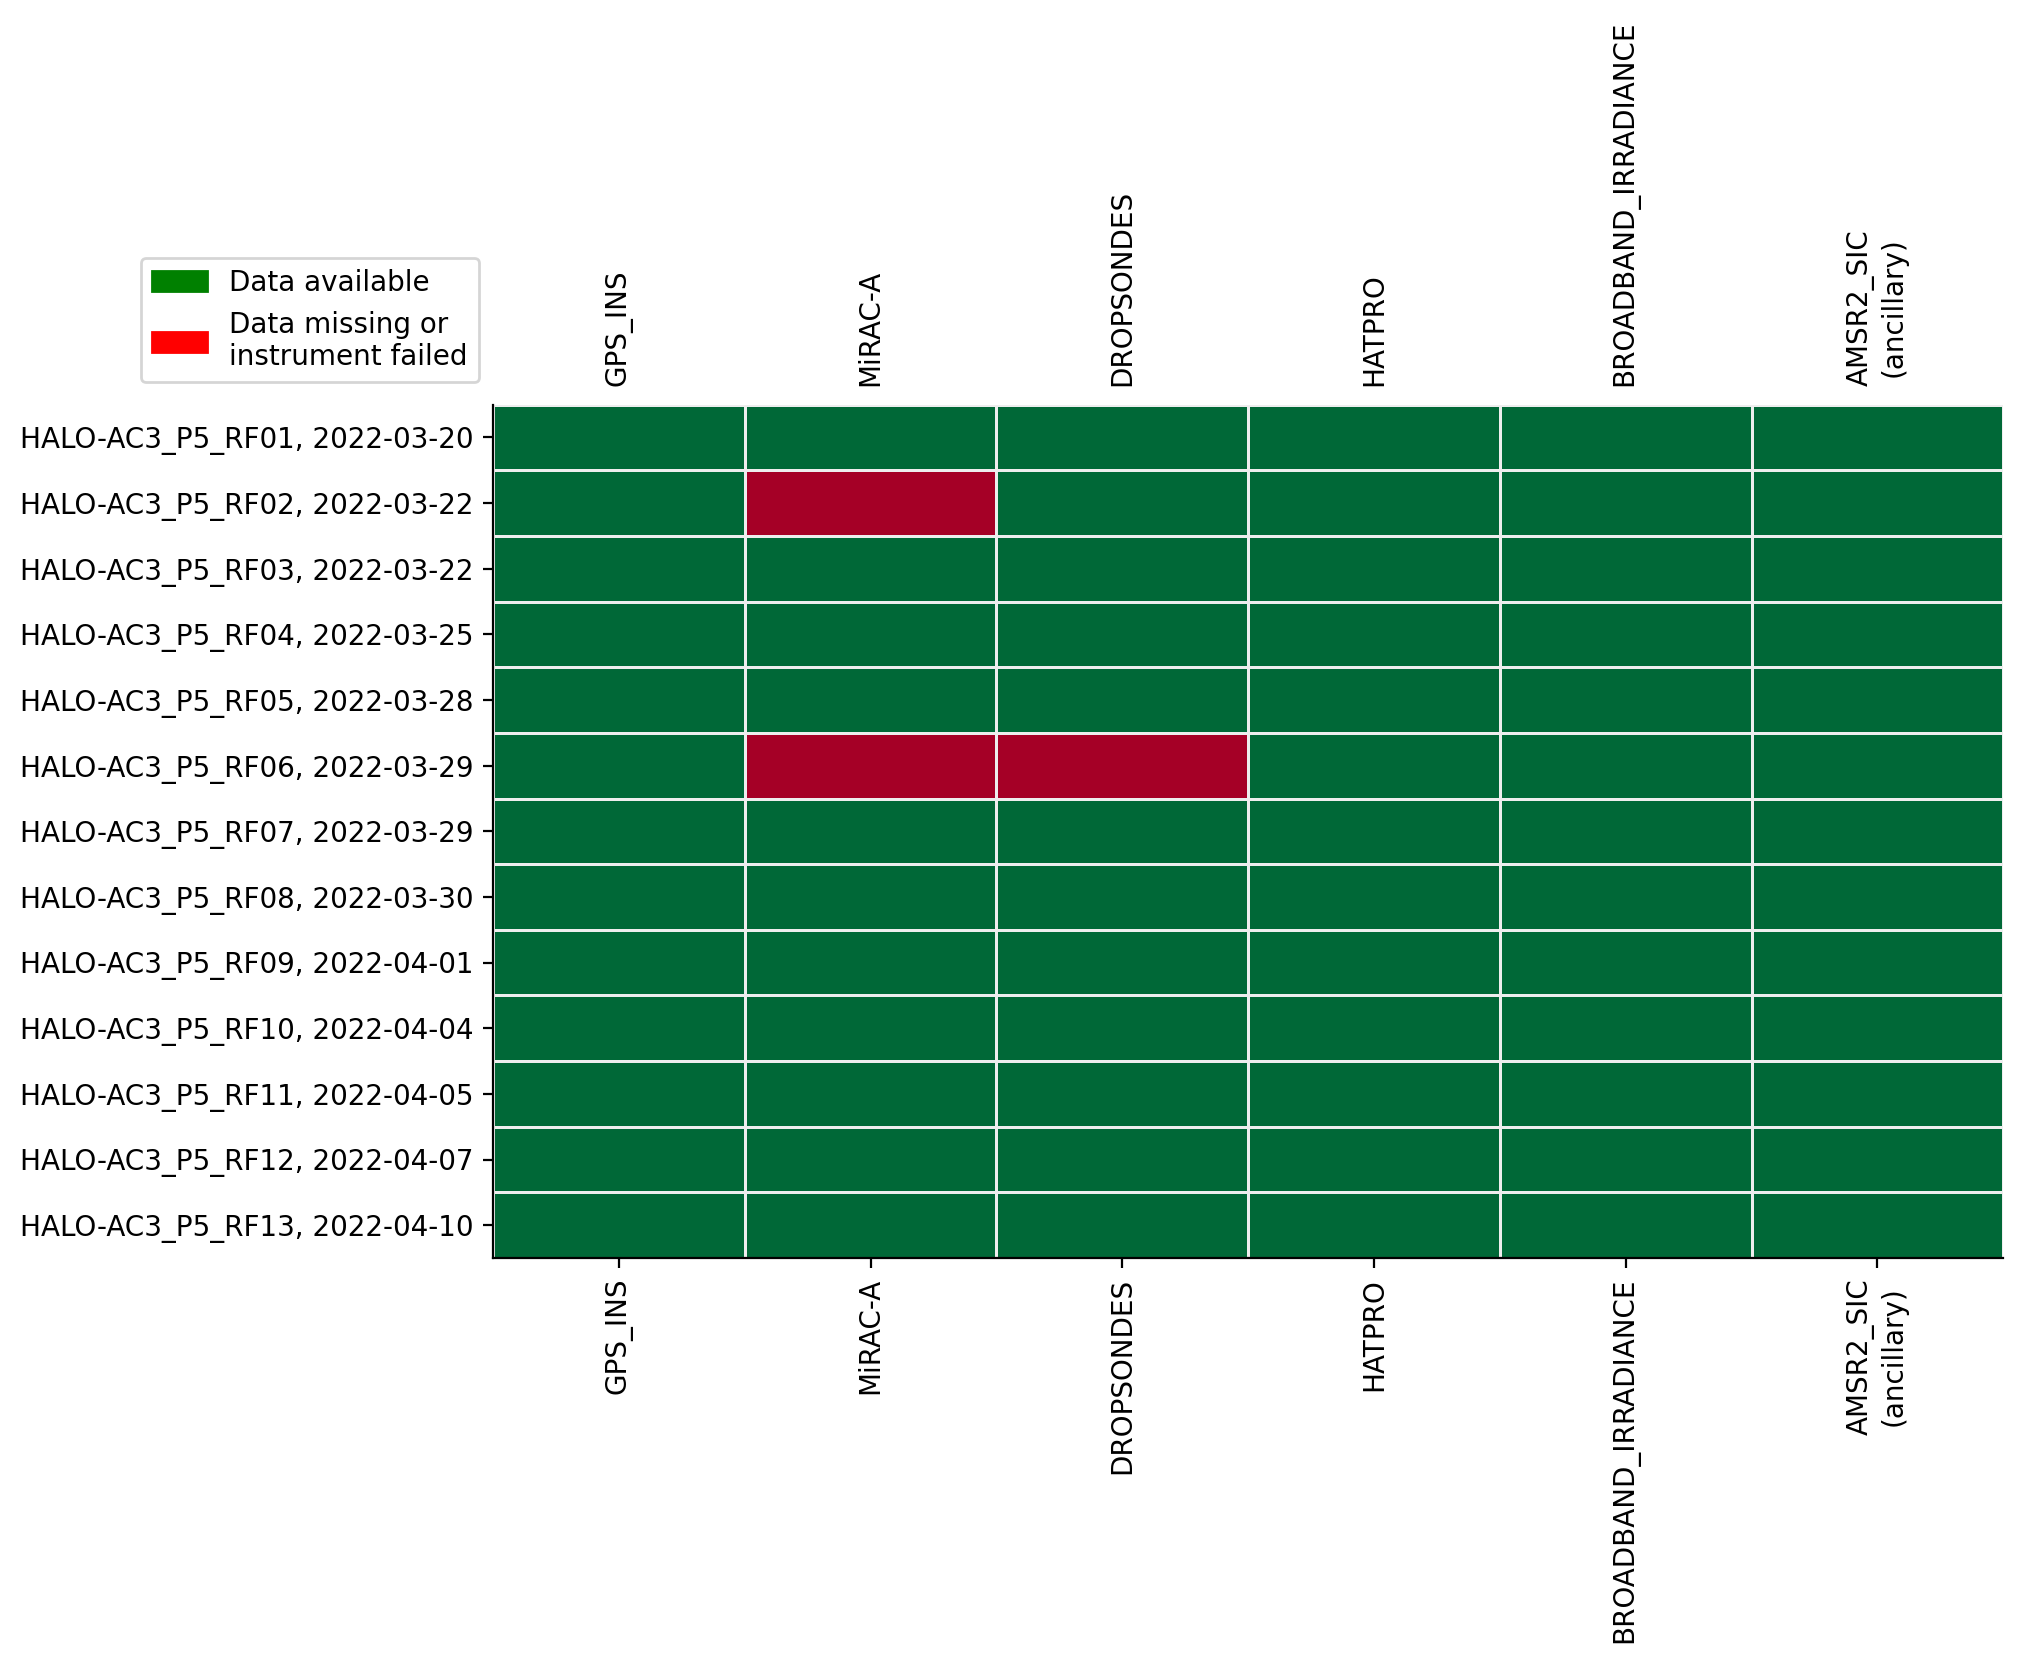 Data available
Data missing or
instrument failed
GPS_INS
MiRAC-A
DROPSONDES
HATPRO
BROADBAND_IRRADIANCE
AMSR2_SIC
(ancillary)
HALO-AC3_P5_RF01, 2022-03-20
HALO-AC3_P5_RF02, 2022-03-22
HALO-AC3_P5_RF03, 2022-03-22
HALO-AC3_P5_RF04, 2022-03-25
HALO-AC3_P5_RF05, 2022-03-28
HALO-AC3_P5_RF06, 2022-03-29
HALO-AC3_P5_RF07, 2022-03-29
HALO-AC3_P5_RF08, 2022-03-30
HALO-AC3_P5_RF09, 2022-04-01
HALO-AC3_P5_RF10, 2022-04-04
HALO-AC3_P5_RF11, 2022-04-05
HALO-AC3_P5_RF12, 2022-04-07
HALO-AC3_P5_RF13, 2022-04-10
GPS_INS
MiRAC-A
DROPSONDES
HATPRO
BROADBAND_IRRADIANCE
AMSR2_SIC
(ancillary)